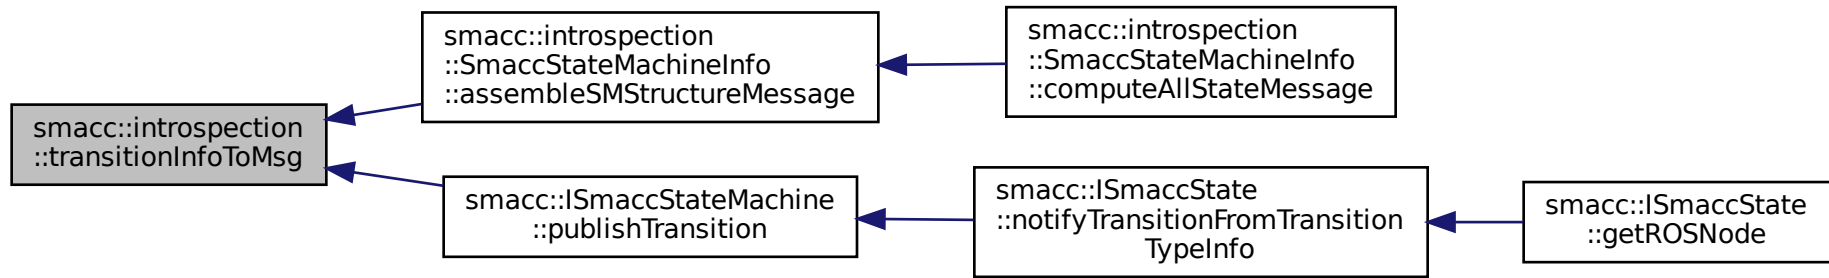 smacc::introspection
::transitionInfoToMsg
smacc::introspection
::SmaccStateMachineInfo
::assembleSMStructureMessage
smacc::introspection
::SmaccStateMachineInfo
::computeAllStateMessage
smacc::ISmaccStateMachine
::publishTransition
smacc::ISmaccState
::notifyTransitionFromTransition
TypeInfo
smacc::ISmaccState
::getROSNode